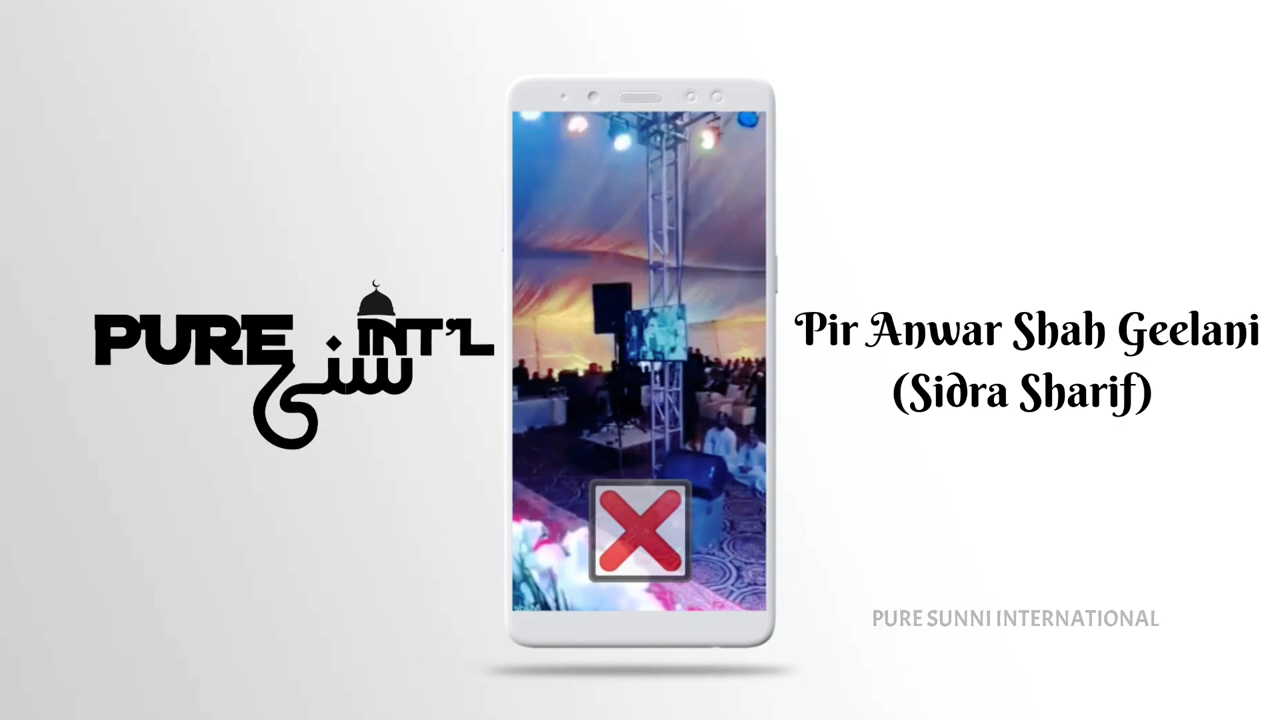 PURE INT'L
سنی
Pir Anwar Shah Geelani
(Sidra Sharif)
PURE SUNNI INTERNATIONAL